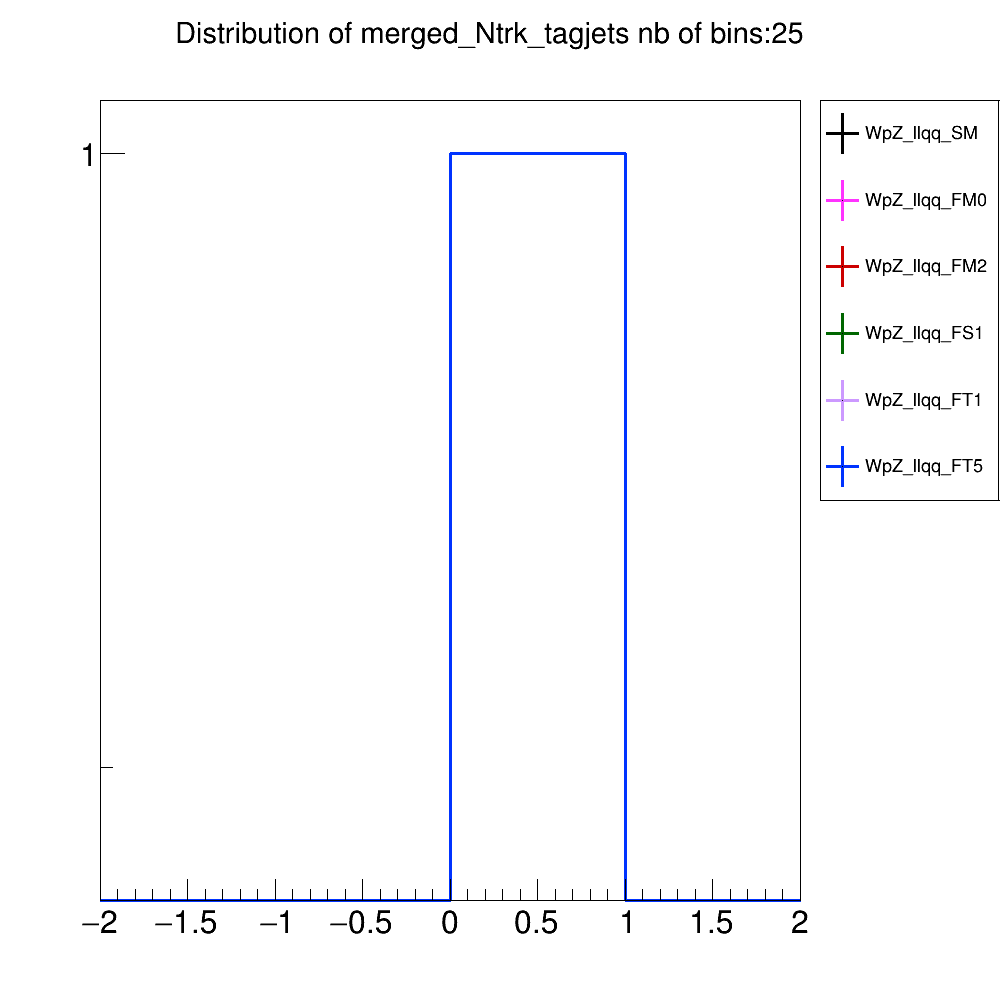 Distribution of merged_Ntrk_tagjets nb of bins:25
1
−2 −1.5 −1 −0.5 0 0.5 1 1.5 2
WpZ_llqq_SM
WpZ_llqq_FM0
WpZ_llqq_FM2
WpZ_llqq_FS1
WpZ_llqq_FT1
WpZ_llqq_FT5